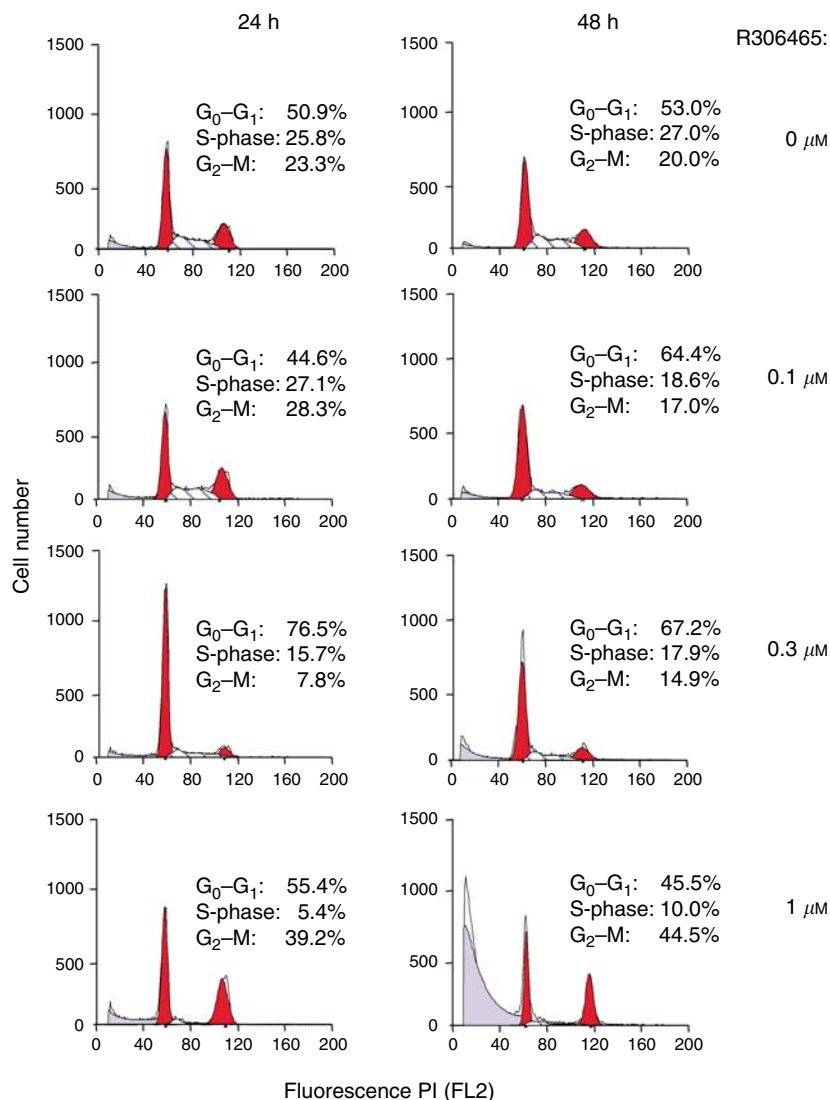 24 h
48 h
R306465:
Cell number
1500
1000
500
0
G₀–G₁: 50.9%
S-phase: 25.8%
G₂–M: 23.3%
0 40 80 120 160 200
1500
1000
500
0
G₀–G₁: 53.0%
S-phase: 27.0%
G₂–M: 20.0%
0 40 80 120 160 200
0 μM
1500
1000
500
0
G₀–G₁: 44.6%
S-phase: 27.1%
G₂–M: 28.3%
0 40 80 120 160 200
1500
1000
500
0
G₀–G₁: 64.4%
S-phase: 18.6%
G₂–M: 17.0%
0 40 80 120 160 200
0.1 μM
1500
1000
500
0
G₀–G₁: 76.5%
S-phase: 15.7%
G₂–M: 7.8%
0 40 80 120 160 200
1500
1000
500
0
G₀–G₁: 67.2%
S-phase: 17.9%
G₂–M: 14.9%
0 40 80 120 160 200
0.3 μM
1500
1000
500
0
G₀–G₁: 55.4%
S-phase: 5.4%
G₂–M: 39.2%
0 40 80 120 160 200
1500
1000
500
0
G₀–G₁: 45.5%
S-phase: 10.0%
G₂–M: 44.5%
0 40 80 120 160 200
1 μM
Fluorescence PI (FL2)